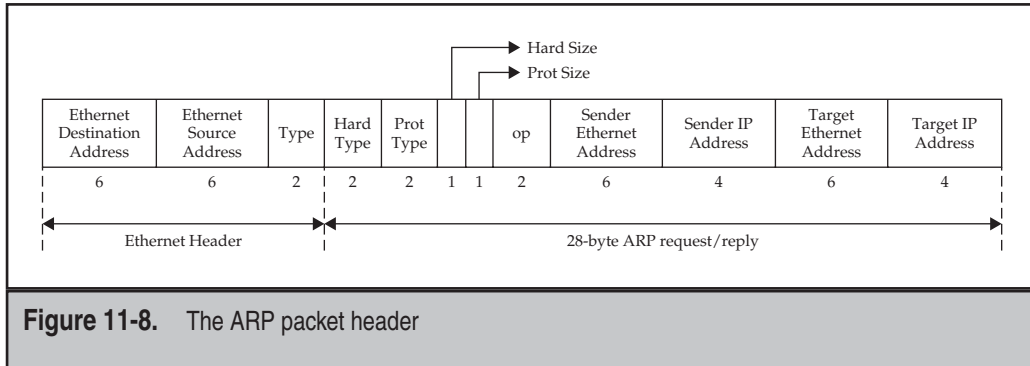 Hard Size
Prot Size
Ethernet
Destination
Address
Ethernet
Source
Address
Type
Hard
Type
Prot
Type
op
Sender
Ethernet
Address
Sender IP
Address
Target
Ethernet
Address
Target IP
Address
6 6 2 2 2 1 1 2 6 4 6 4
Ethernet Header 28-byte ARP request/reply
Figure 11-8. The ARP packet header